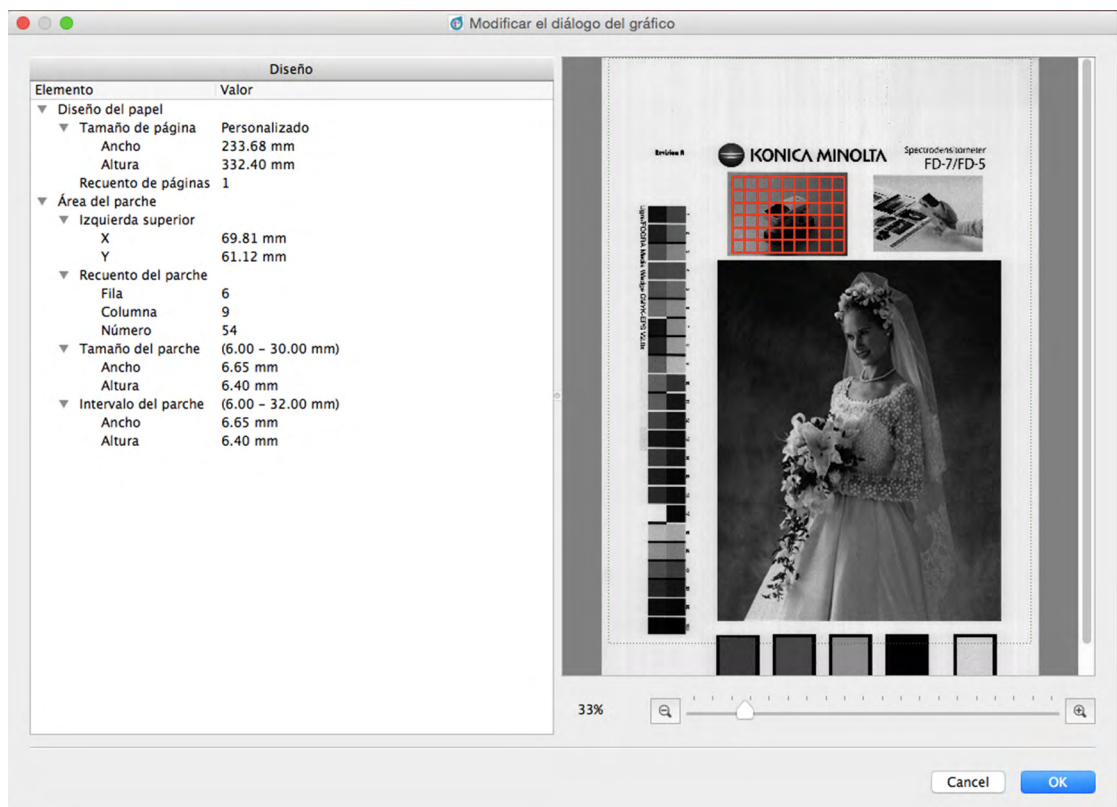 Modificar el diálogo del gráfico
Diseño
Elemento Valor
Diseño del papel
Tamaño de página Personalizado
Ancho 233.68 mm
Altura 332.40 mm
Recuento de páginas 1
Área del parche
Izquierda superior
X 69.81 mm
Y 61.12 mm
Recuento del parche
Fila 6
Columna 9
Número 54
Tamaño del parche (6.00 - 30.00 mm)
Ancho 6.65 mm
Altura 6.40 mm
Intervalo del parche (6.00 - 32.00 mm)
Ancho 6.65 mm
Altura 6.40 mm
KONICA MINOLTA
Spectrodensitometer
FD-7/FD-5
33%
Cancel OK